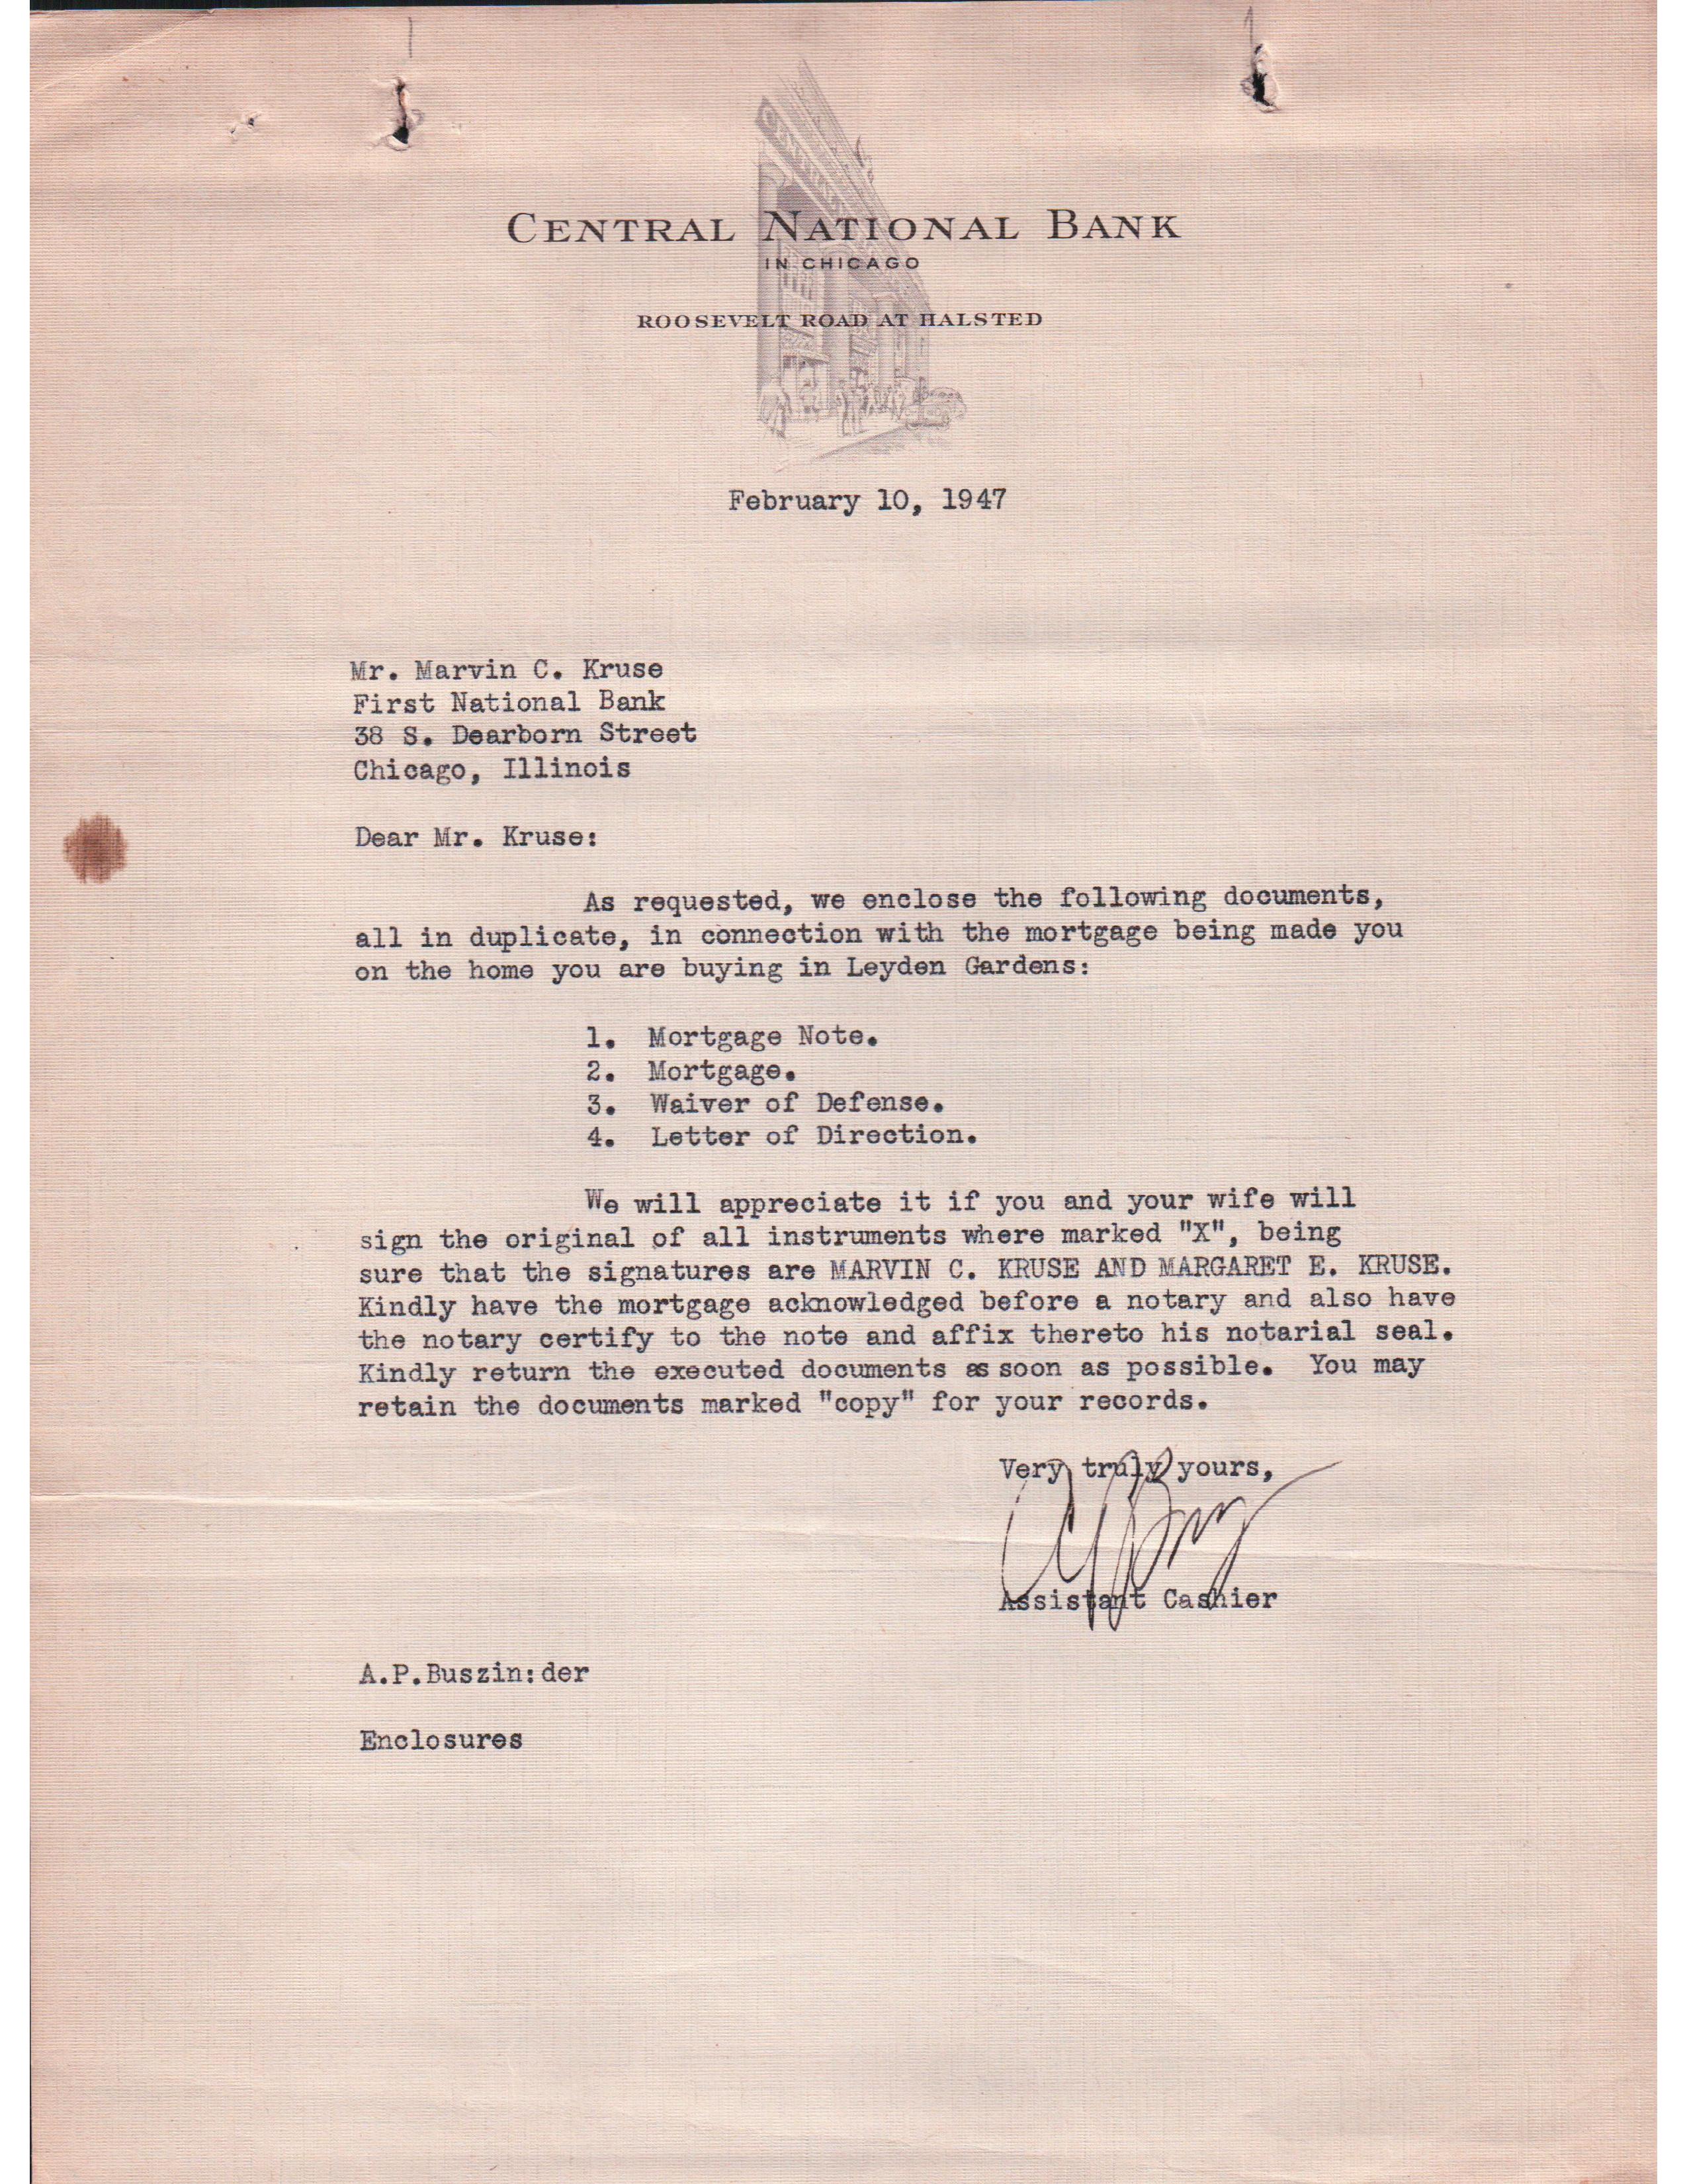 CENTRAL
CENTRAL NATIONAL BANK
IN CHICAGO
ROOSEVELT ROAD AT HALSTED
February 10, 1947
Mr. Marvin C. Kruse
First National Bank
38 S. Dearborn Street
Chicago, Illinois
Dear Mr. Kruse:
As requested, we enclose the following documents,
all in duplicate, in connection with the mortgage being made you
on the home you are buying in Leyden Gardens:
1. Mortgage Note.
2. Mortgage.
3. Waiver of Defense.
4. Letter of Direction.
We will appreciate it if you and your wife will
sign the original of all instruments where marked "X", being
sure that the signatures are MARVIN C. KRUSE AND MARGARET E. KRUSE.
Kindly have the mortgage acknowledged before a notary and also have
the notary certify to the note and affix thereto his notarial seal.
Kindly return the executed documents as soon as possible. You may
retain the documents marked "copy" for your records.
Very truly yours,
Assistant Cashier
A.P.Buszin:der
Enclosures